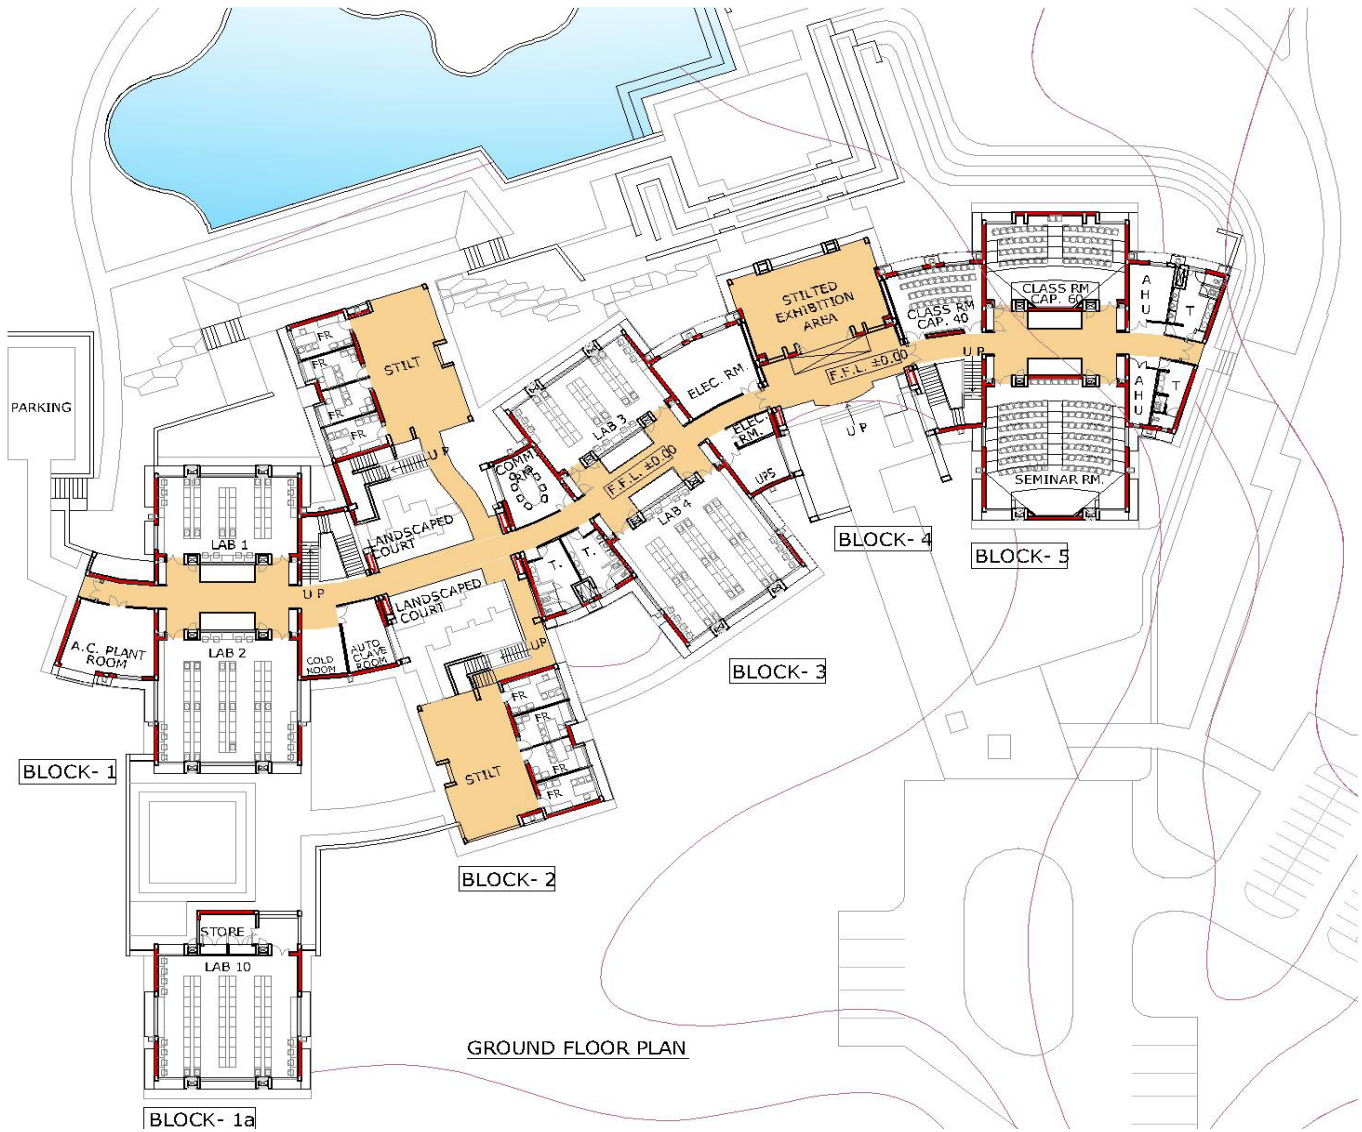 STILTED
EXHIBITION
AREA
CLASS RM
CAP. 40
CLASS RM
CAP. 60
AHU
T
UP
F.F.L. ±0.00
AHU
T
SEMINAR RM.
UP
BLOCK- 4
BLOCK- 5
FR
FR
FR
FR
STILT
UP
ELEC. RM.
ELEC.
RM.
UPS
LAB 3
COMM.
RM
F.F.L. ±0.00
LAB 4
T.
T.
BLOCK- 3
PARKING
LAB 1
UP
LANDSCAPED
COURT
LANDSCAPED
COURT
A.C. PLANT
ROOM
LAB 2
COLD
ROOM
AUTO
CLAVE
ROOM
BLOCK- 1
UP
STILT
FR
FR
FR
FR
BLOCK- 2
STORE
LAB 10
BLOCK- 1a
GROUND FLOOR PLAN